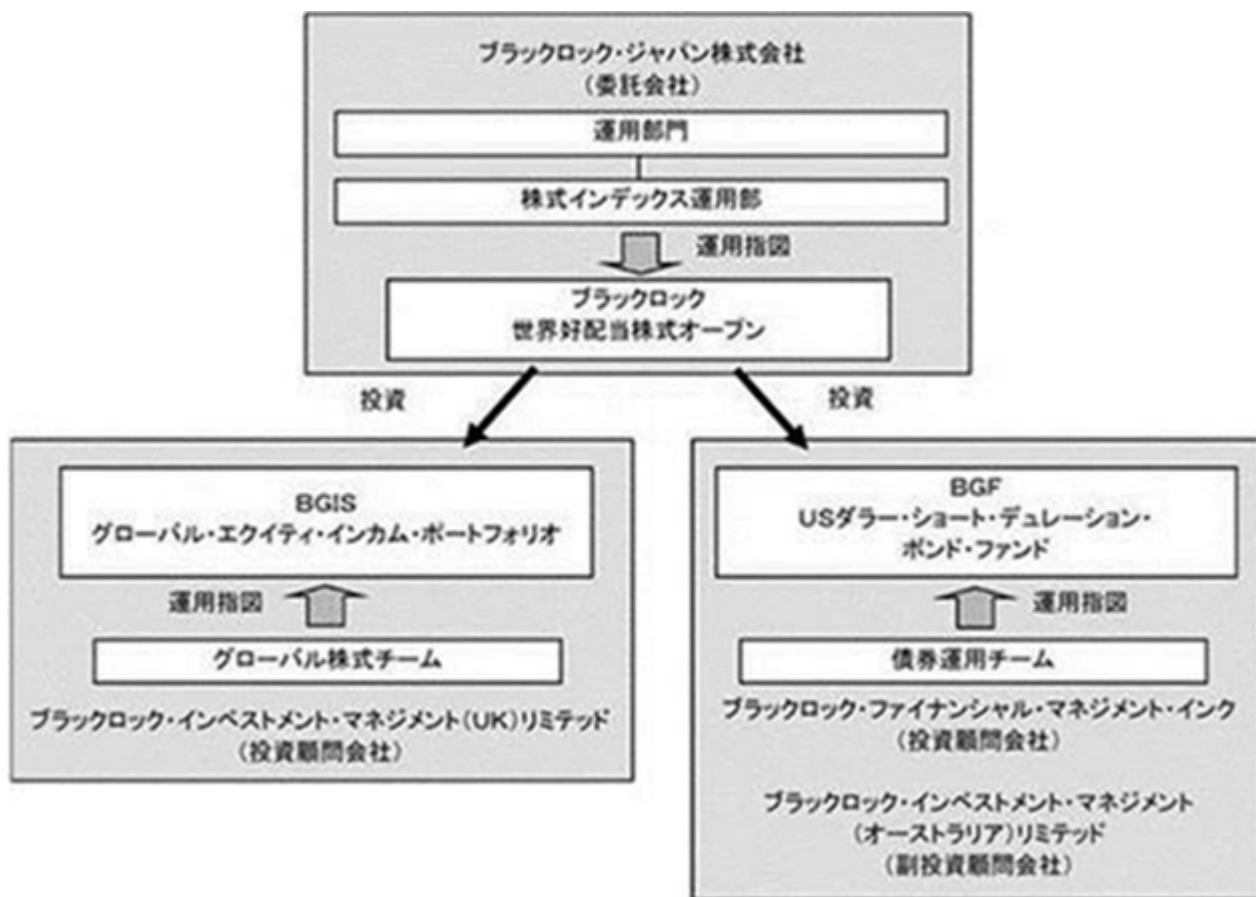 ブラックロック・ジャパン株式会社
(委託会社)
運用部門
株式インデックス運用部
運用指図
ブラックロック
世界好配当株式オープン
投資
投資
BGIS
グローバル・エクイティ・インカム・ポートフォリオ
運用指図
グローバル株式チーム
ブラックロック・インベストメント・マネジメント(UK)リミテッド
(投資顧問会社)
BGF
USダラー・ショート・デュレーション・
ボンド・ファンド
運用指図
債券運用チーム
ブラックロック・ファイナンシャル・マネジメント・インク
(投資顧問会社)
ブラックロック・インベストメント・マネジメント
(オーストラリア)リミテッド
(副投資顧問会社)